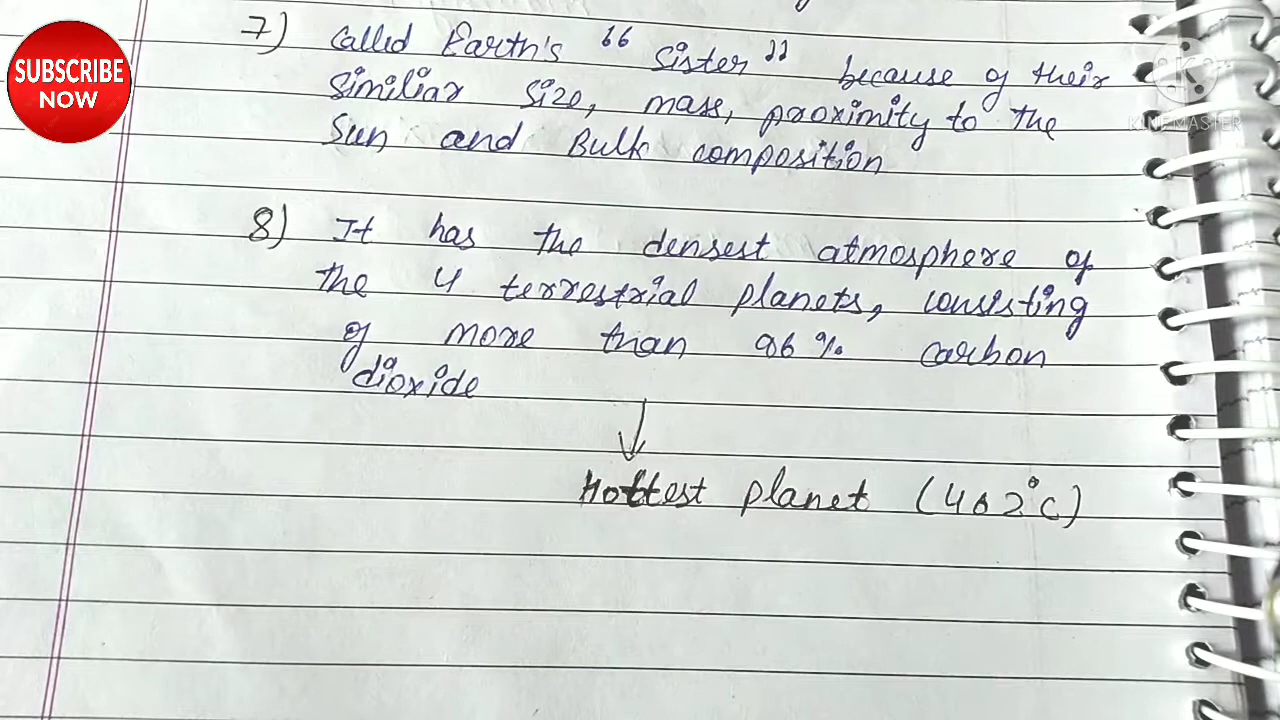 SUBSCRIBE
NOW
7) Called Earth's "Sister" because of their
similiar size, mass, proximity to the
Sun and Bulk composition
KINEMASTER
8) It has the densest atmosphere of
the 4 terrestrial planets, consisting
of more than 96% carbon
dioxide
↓
Hottest planet (462°C)